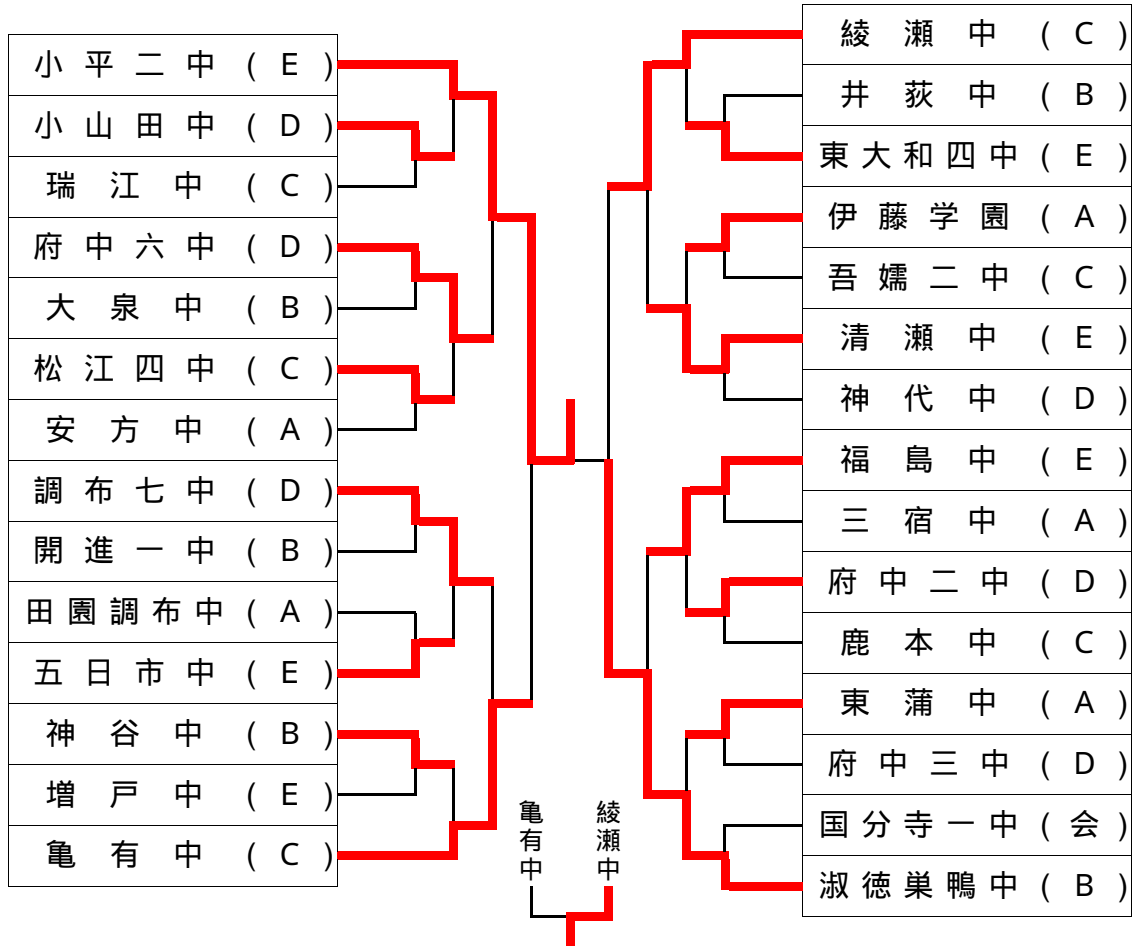 小平二中(E)
小山田中(D)
瑞江中(C)
府中六中(D)
大泉中(B)
松江四中(C)
安方中(A)
調布七中(D)
開進一中(B)
田園調布中(A)
五日市中(E)
神谷中(B)
増戸中(E)
亀有中(C)
亀有中
綾瀬中
綾瀬中(C)
井荻中(B)
東大和四中(E)
伊藤学園(A)
吾嬬二中(C)
清瀬中(E)
神代中(D)
福島中(E)
三宿中(A)
府中二中(D)
鹿本中(C)
東蒲中(A)
府中三中(D)
国分寺一中(会)
淑徳巣鴨中(B)